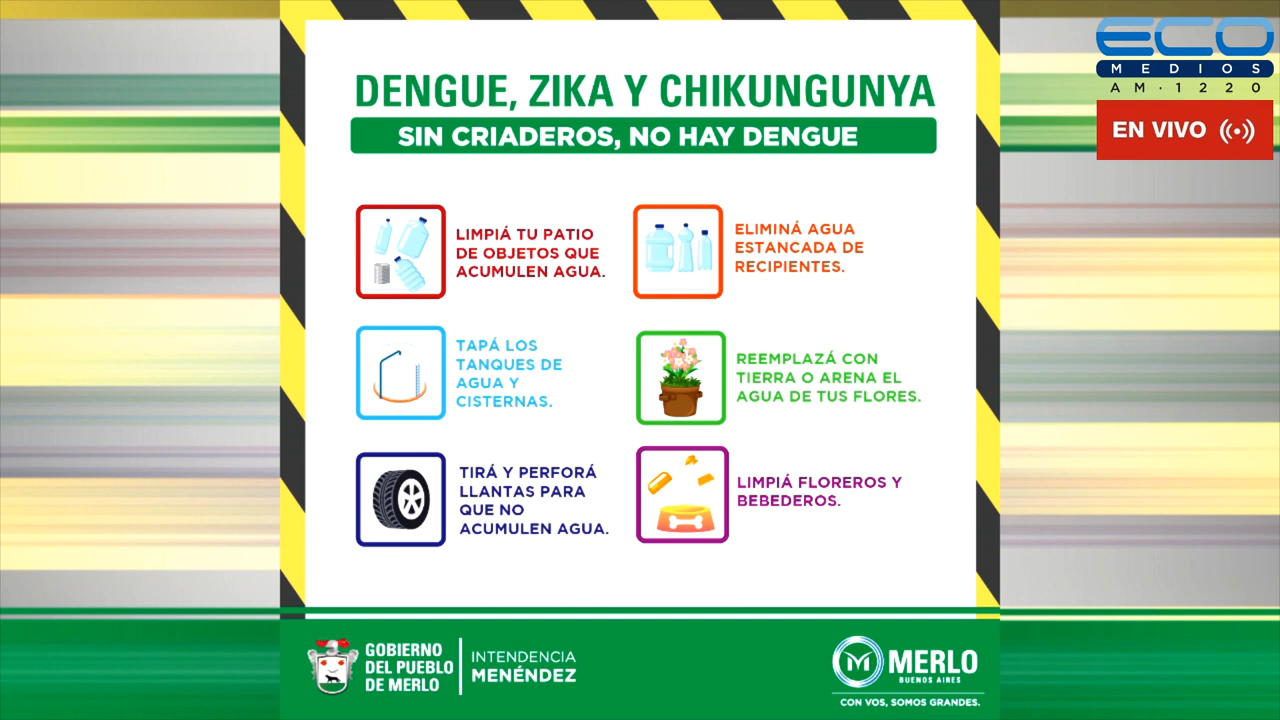 ECO
MEDIOS
AM·1220
EN VIVO
DENGUE, ZIKA Y CHIKUNGUNYA
SIN CRIADEROS, NO HAY DENGUE
LIMPIÁ TU PATIO
DE OBJETOS QUE
ACUMULEN AGUA.
ELIMINÁ AGUA
ESTANCADA DE
RECIPIENTES.
TAPÁ LOS
TANQUES DE
AGUA Y
CISTERNAS.
REEMPLAZÁ CON
TIERRA O ARENA EL
AGUA DE TUS FLORES.
TIRÁ Y PERFORÁ
LLANTAS PARA
QUE NO
ACUMULEN AGUA.
LIMPIÁ FLOREROS Y
BEBEDEROS.
GOBIERNO
DEL PUEBLO
DE MERLO
INTENDENCIA
MENÉNDEZ
M MERLO
BUENOS AIRES
CON VOS, SOMOS GRANDES.